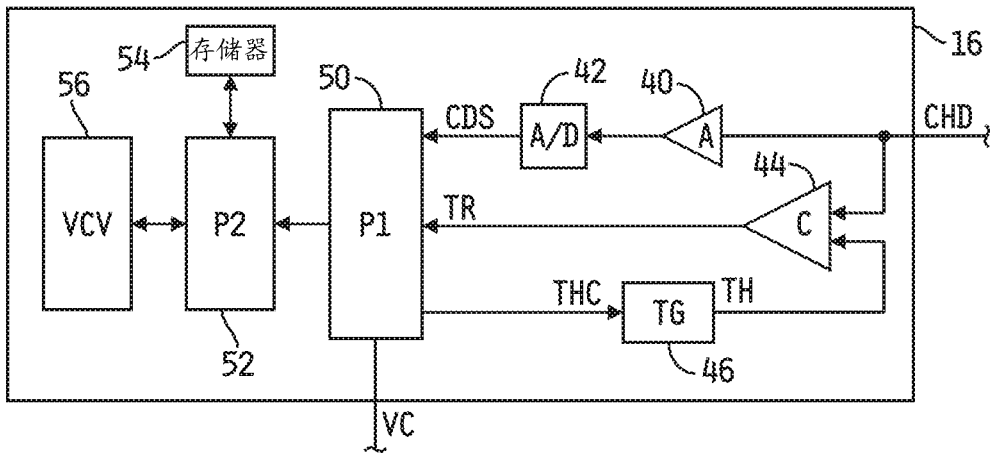 16
54
存储器
56
50
42
40
CDS
A/D
A
CHD
44
VCV
P2
P1
TR
C
THC
TG
TH
52
46
VC